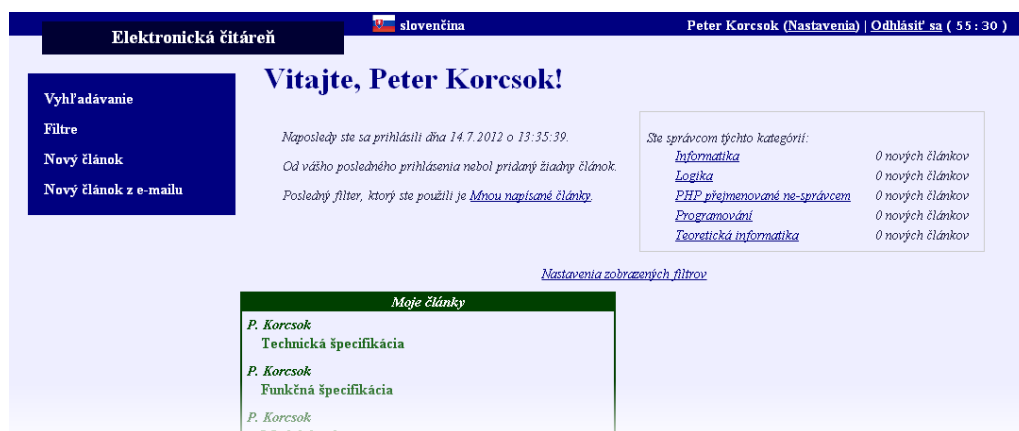 Elektronická čitáreň
slovenčina
Peter Korcsok (Nastavenia) | Odhlásiť sa ( 55:30 )
Vyhľadávanie
Filtre
Nový článok
Nový článok z e-mailu
Vitajte, Peter Korcsok!
Naposledy ste sa prihlásili dňa 14.7.2012 o 13:35:39.
Od vášho posledného prihlásenia nebol pridaný žiadny článok.
Posledný filter, ktorý ste použili je Mnou napísané články.
Ste správcom týchto kategórií:
Informatika 0 nových článkov
Logika 0 nových článkov
PHP přejmenované ne-správcem 0 nových článkov
Programování 0 nových článkov
Teoretická informatika 0 nových článkov
Nastavenia zobrazených filtrov
Moje články
P. Korcsok
Technická špecifikácia
P. Korcsok
Funkčná špecifikácia
P. Korcsok